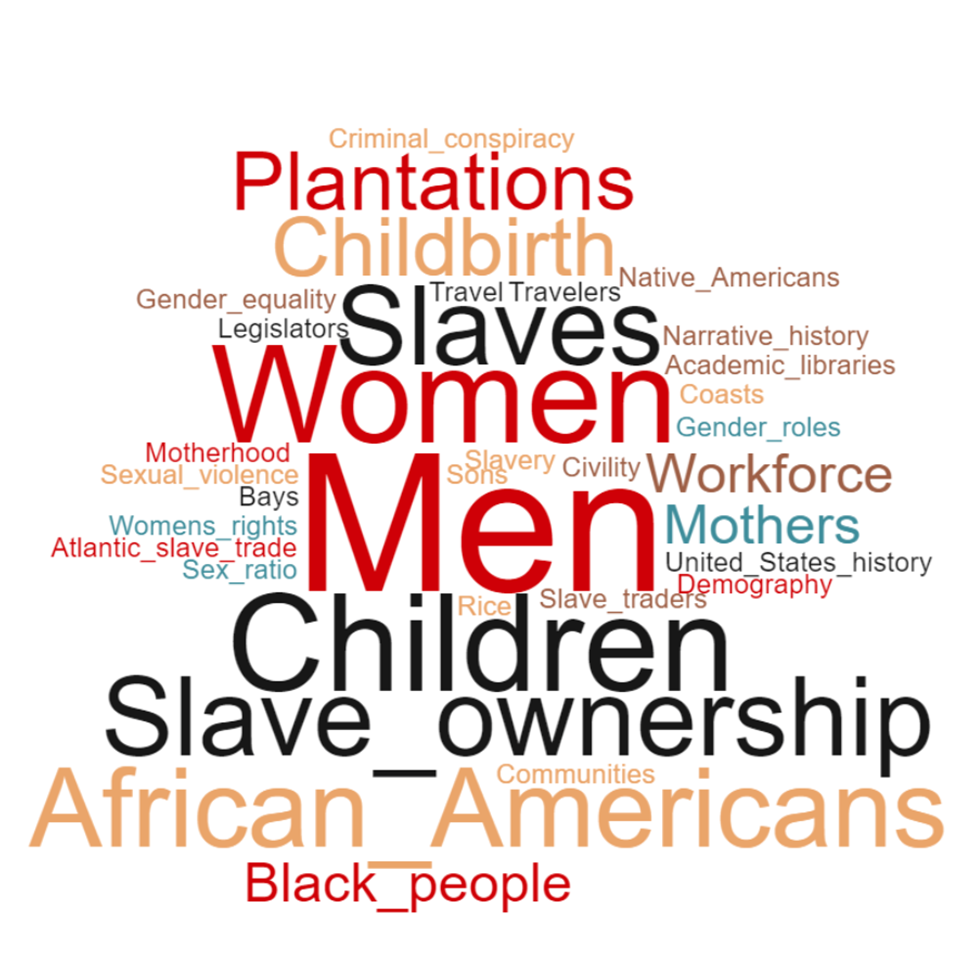 Criminal_conspiracy
Plantations
Childbirth
Native_Americans
Gender_equality
Travel Travelers
Slaves
Legislators
Narrative_history
Academic_libraries
Women
Coasts
Gender_roles
Motherhood
Slavery
Civility
Sexual_violence
Sons
Workforce
Bays
Men
Womens_rights
Mothers
Atlantic_slave_trade
United_States_history
Sex_ratio
Demography
Rice
Slave_traders
Children
Slave_ownership
Communities
African_Americans
Black_people